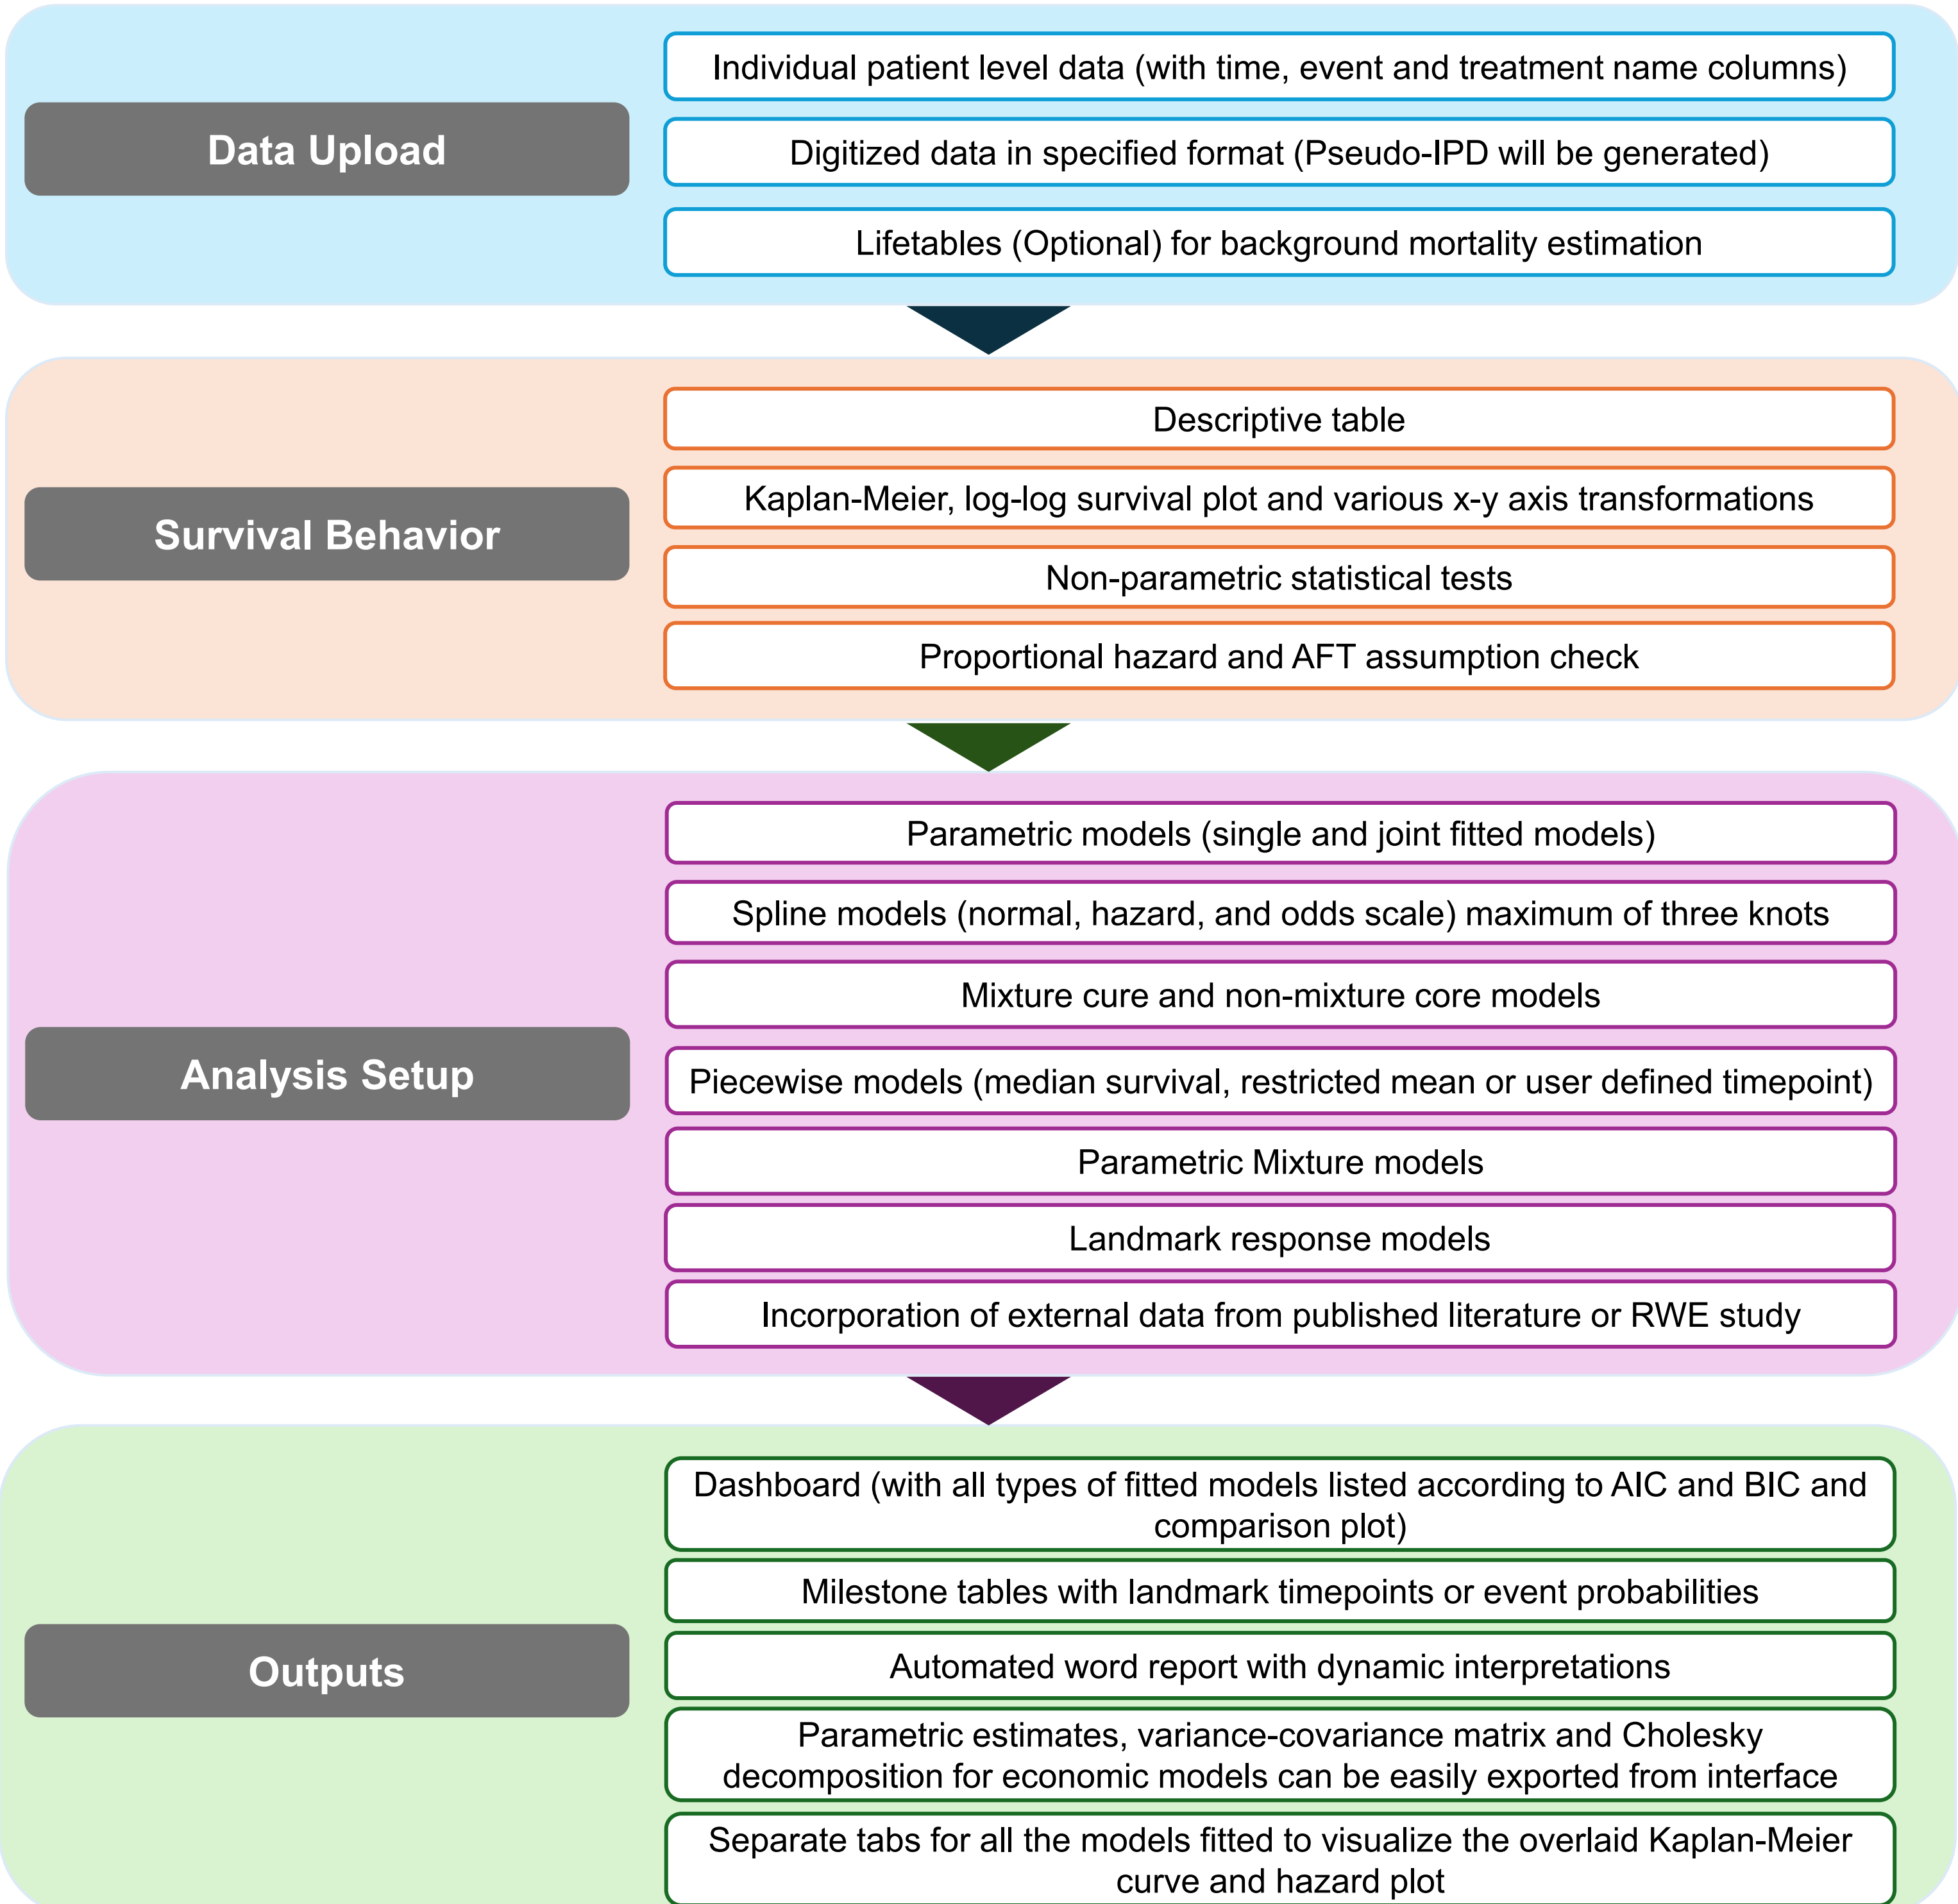 Data Upload
Individual patient level data (with time, event and treatment name columns)
Digitized data in specified format (Pseudo-IPD will be generated)
Lifetables (Optional) for background mortality estimation
Survival Behavior
Descriptive table
Kaplan-Meier, log-log survival plot and various x-y axis transformations
Non-parametric statistical tests
Proportional hazard and AFT assumption check
Analysis Setup
Parametric models (single and joint fitted models)
Spline models (normal, hazard, and odds scale) maximum of three knots
Mixture cure and non-mixture core models
Piecewise models (median survival, restricted mean or user defined timepoint)
Parametric Mixture models
Landmark response models
Incorporation of external data from published literature or RWE study
Outputs
Dashboard (with all types of fitted models listed according to AIC and BIC and
comparison plot)
Milestone tables with landmark timepoints or event probabilities
Automated word report with dynamic interpretations
Parametric estimates, variance-covariance matrix and Cholesky
decomposition for economic models can be easily exported from interface
Separate tabs for all the models fitted to visualize the overlaid Kaplan-Meier
curve and hazard plot